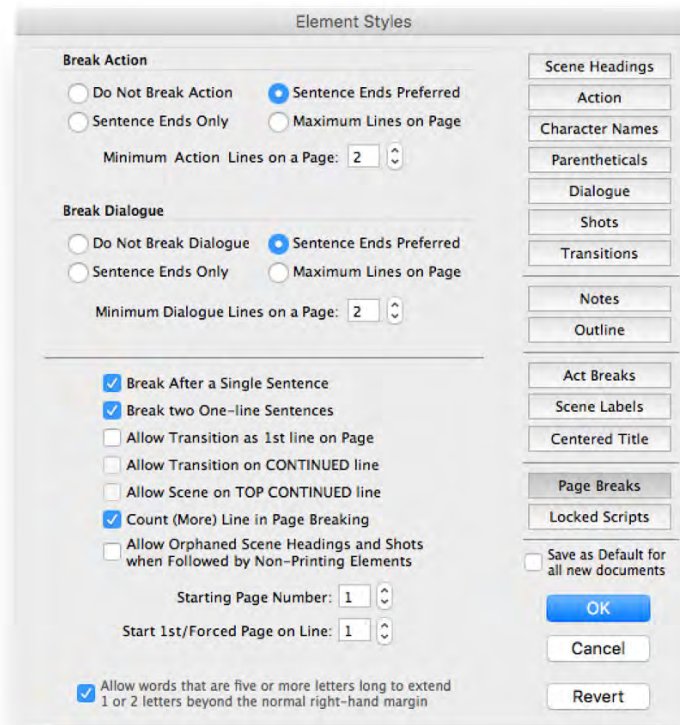 Element Styles
Break Action
Do Not Break Action
Sentence Ends Preferred
Sentence Ends Only
Maximum Lines on Page
Minimum Action Lines on a Page: 2
Break Dialogue
Do Not Break Dialogue
Sentence Ends Preferred
Sentence Ends Only
Maximum Lines on Page
Minimum Dialogue Lines on a Page: 2
Break After a Single Sentence
Break two One-line Sentences
Allow Transition as 1st line on Page
Allow Transition on CONTINUED line
Allow Scene on TOP CONTINUED line
Count (More) Line in Page Breaking
Allow Orphaned Scene Headings and Shots
when Followed by Non-Printing Elements
Starting Page Number: 1
Start 1st/Forced Page on Line: 1
Allow words that are five or more letters long to extend
1 or 2 letters beyond the normal right-hand margin
Scene Headings
Action
Character Names
Parentheticals
Dialogue
Shots
Transitions
Notes
Outline
Act Breaks
Scene Labels
Centered Title
Page Breaks
Locked Scripts
Save as Default for
all new documents
OK
Cancel
Revert